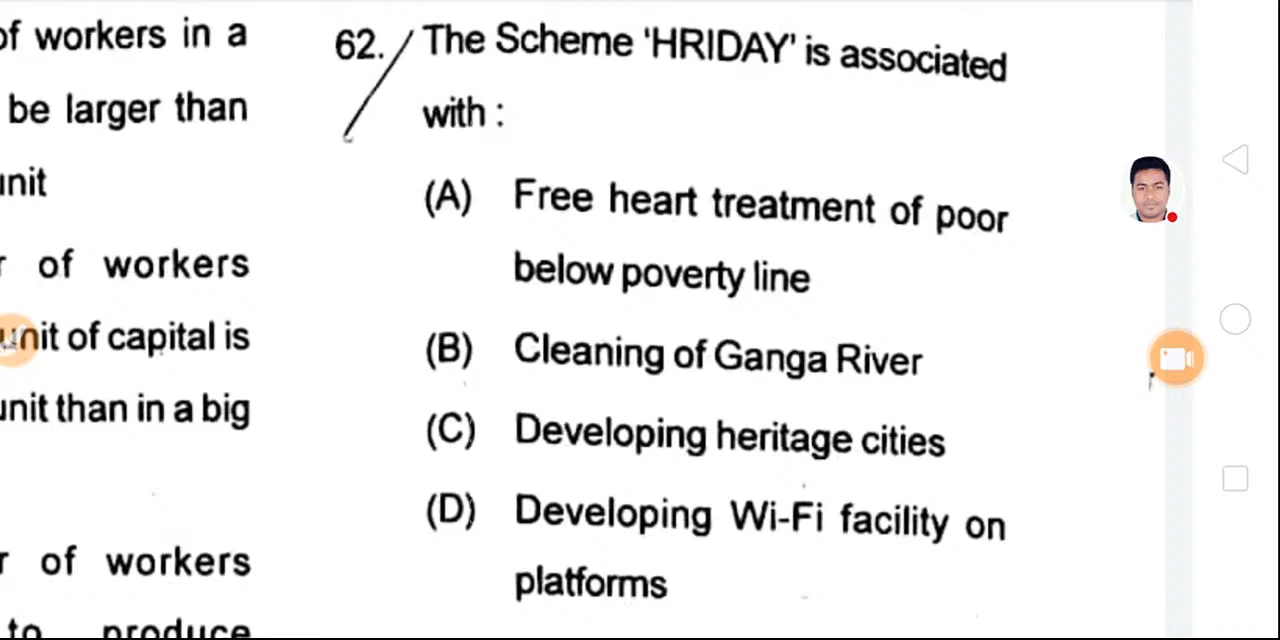 of workers in a
be larger than
unit
of workers
unit of capital is
unit than in a big
of workers
to produce
62. The Scheme 'HRIDAY' is associated
with :
(A) Free heart treatment of poor
below poverty line
(B) Cleaning of Ganga River
(C) Developing heritage cities
(D) Developing Wi-Fi facility on
platforms